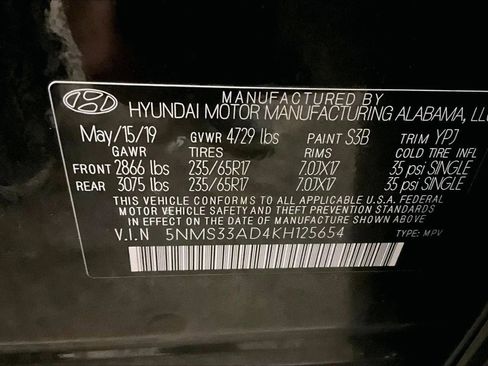 MANUFACTURED BY
HYUNDAI MOTOR MANUFACTURING ALABAMA, LLC
May/15/19 GVWR 4729 lbs PAINT S3B TRIM YPJ
GAWR TIRES RIMS COLD TIRE INFL
FRONT 2866 lbs 235/65R17 7.0JX17 35 psi SINGLE
REAR 3075 lbs 235/65R17 7.0JX17 35 psi SINGLE
THIS VEHICLE CONFORMS TO ALL APPLICABLE U.S.A. FEDERAL
MOTOR VEHICLE SAFETY AND THEFT PREVENTION STANDARDS
IN EFFECT ON THE DATE OF MANUFACTURE SHOWN ABOVE
V.I.N 5NMS33AD4KH125654 TYPE: MPV